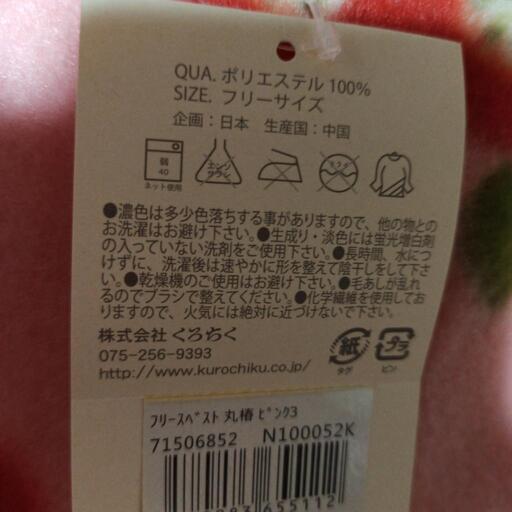 QUA. ポリエステル 100%
SIZE. フリーサイズ
企画：日本 生産国：中国
弱
40
ネット使用
エンソ
サラシ
●濃色は多少色落ちする事がありますので、他の物との
お洗濯はお避け下さい。●生成り・淡色には蛍光増白剤
の入っていない洗剤をご使用下さい。●長時間、水につ
けずに、洗濯後は速やかに形を整えて陰干しをして下さ
い。●乾燥機のご使用はお避け下さい。●毛あしが乱れ
るのでブラシで整えてください。●化学繊維を使用してお
りますので、火気には絶対に近づけないで下さい。
株式会社 くろちく
075-256-9393
http://www.kurochiku.co.jp/
紙
タグ
プラ
ピン
フリースベスト 丸椿 ピンク3
71506852 N100052K
655112